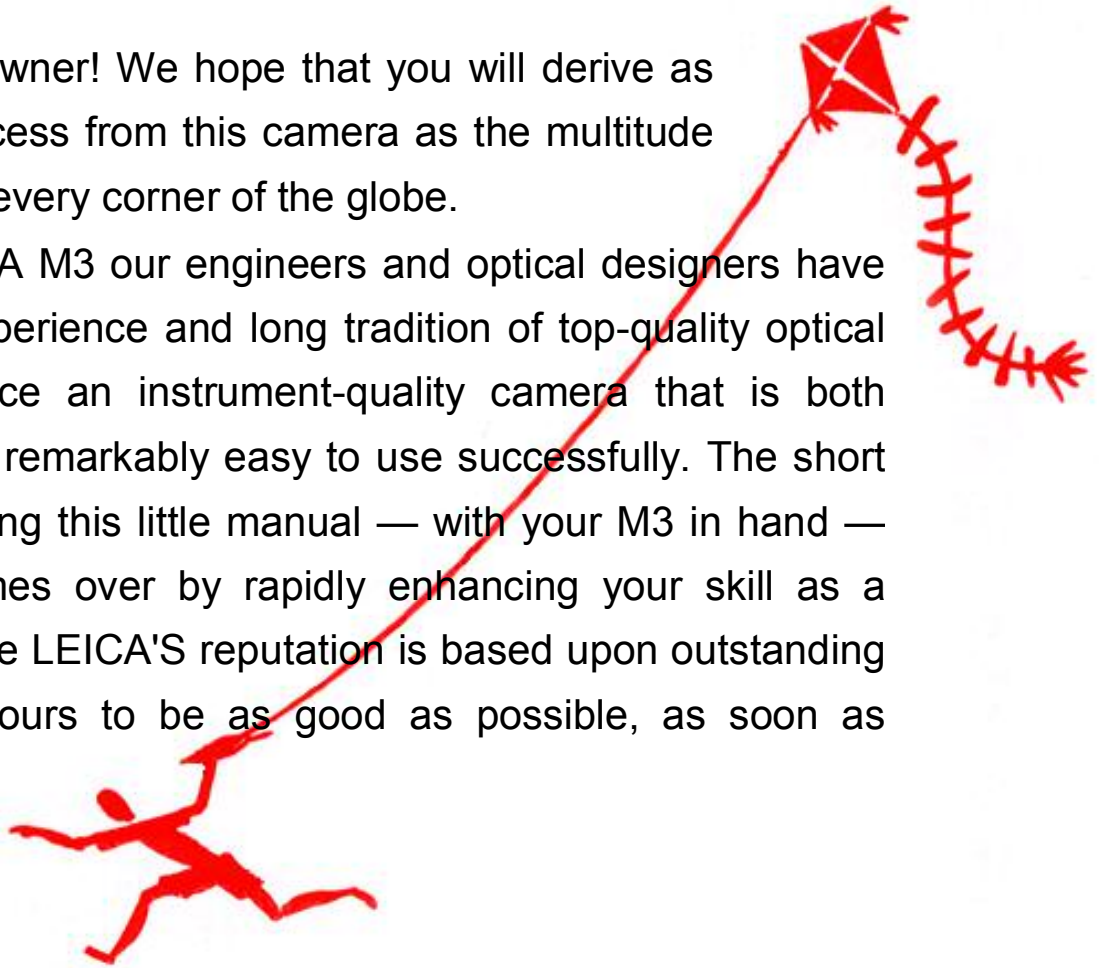 wner! We hope that you will derive as
cess from this camera as the multitude
every corner of the globe.
A M3 our engineers and optical designers have
perience and long tradition of top-quality optical
ce an instrument-quality camera that is both
remarkably easy to use successfully. The short
ng this little manual — with your M3 in hand —
nes over by rapidly enhancing your skill as a
e LEICA'S reputation is based upon outstanding
ours to be as good as possible, as soon as